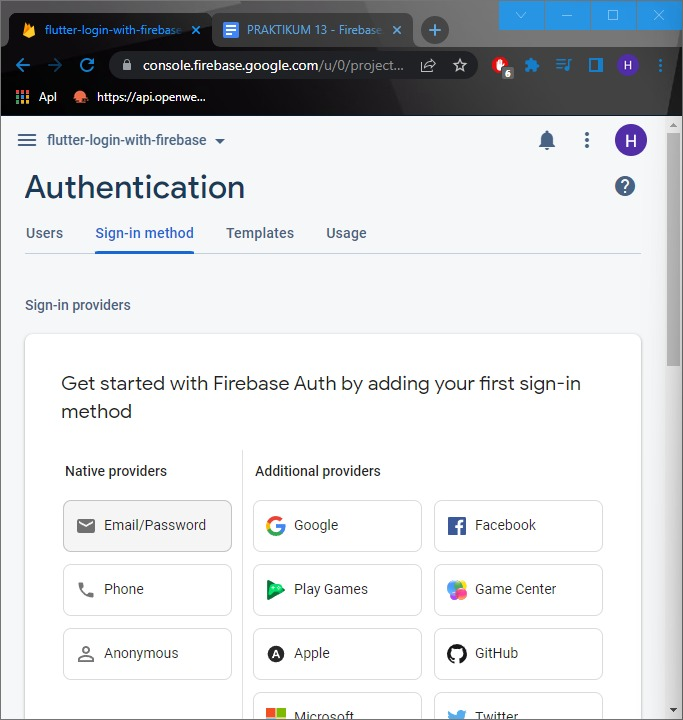 flutter-login-with-firebase
PRAKTIKUM 13 - Firebase
console.firebase.google.com/u/0/project...
6
H
Apl
https://api.openwe...
flutter-login-with-firebase
H
Authentication
?
Users Sign-in method Templates Usage
Sign-in providers
Get started with Firebase Auth by adding your first sign-in
method
Native providers
Additional providers
Email/Password
Google
Facebook
Phone
Play Games
Game Center
Anonymous
Apple
GitHub
Microsoft
Twitter